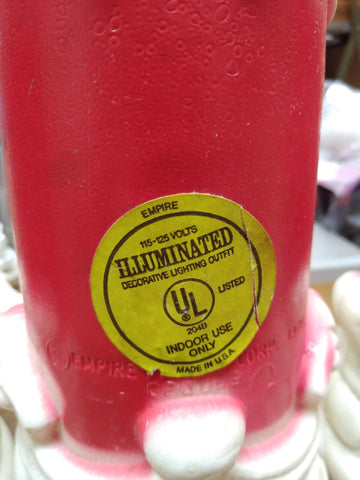 EMPIRE
115-125 VOLTS
ILLUMINATED
DECORATIVE LIGHTING OUTFIT
UL ®
LISTED
204B
INDOOR USE
ONLY
MADE IN U.S.A.
EMPIRE